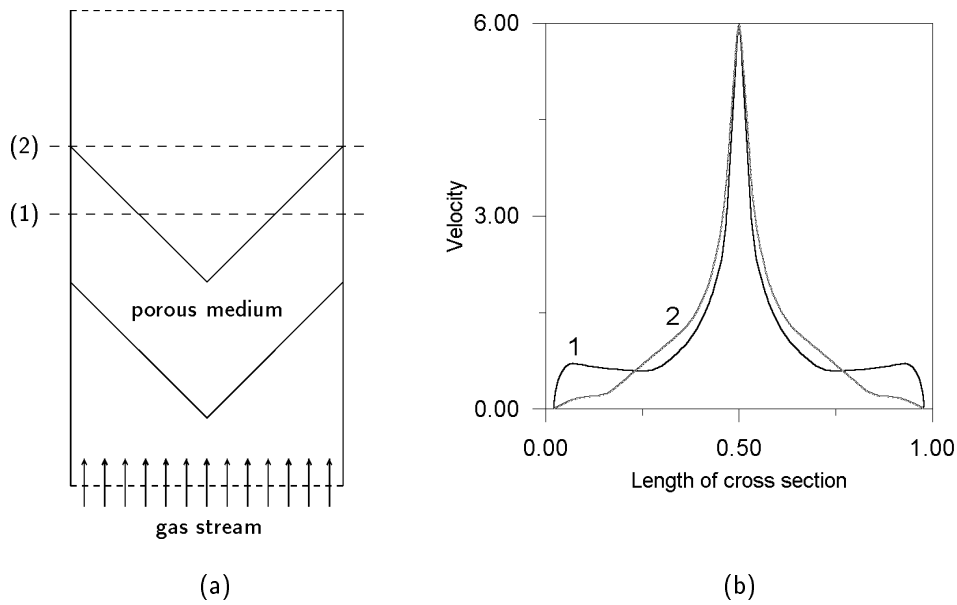 (2)
(1)
porous medium
gas stream
(a)
6.00
3.00
0.00
Velocity
1
2
0.00
0.50
1.00
Length of cross section
(b)